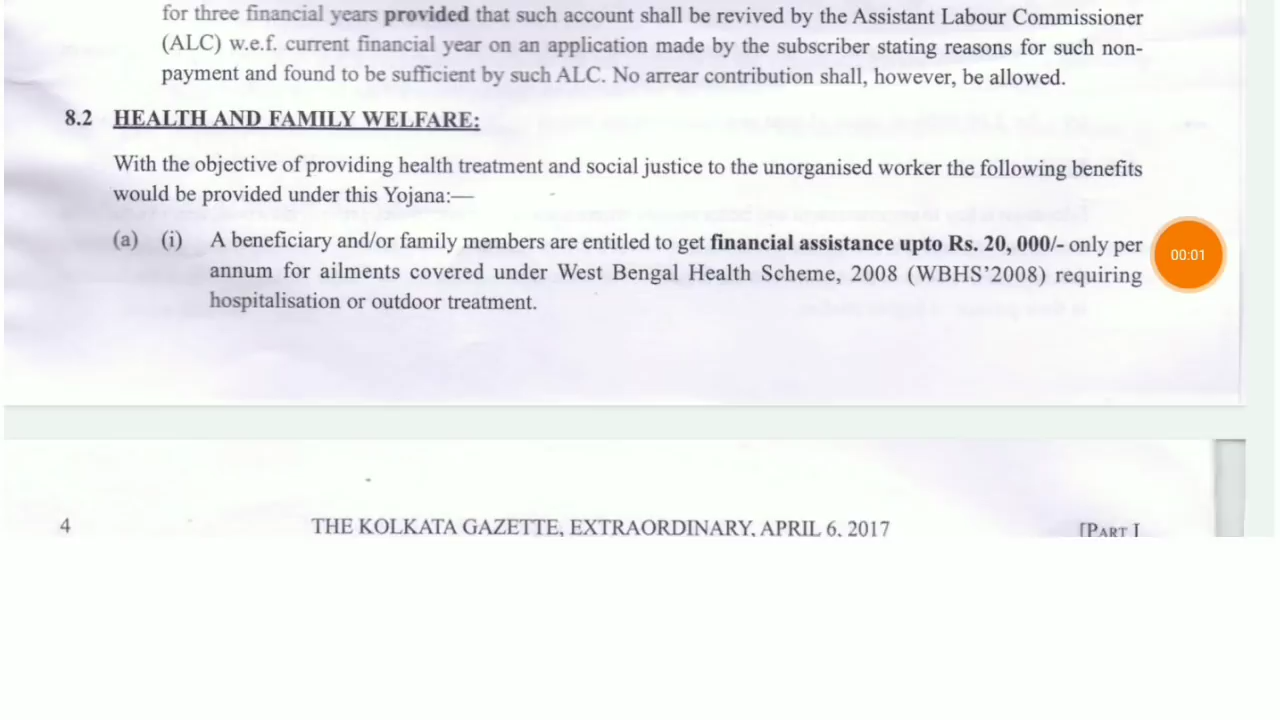 for three financial years provided that such account shall be revived by the Assistant Labour Commissioner
(ALC) w.e.f. current financial year on an application made by the subscriber stating reasons for such non-
payment and found to be sufficient by such ALC. No arrear contribution shall, however, be allowed.
8.2 HEALTH AND FAMILY WELFARE:
With the objective of providing health treatment and social justice to the unorganised worker the following benefits
would be provided under this Yojana:—
(a) (i) A beneficiary and/or family members are entitled to get financial assistance upto Rs. 20, 000/- only per
annum for ailments covered under West Bengal Health Scheme, 2008 (WBHS'2008) requiring
hospitalisation or outdoor treatment.
00:01
4 THE KOLKATA GAZETTE, EXTRAORDINARY, APRIL 6, 2017 [PART I